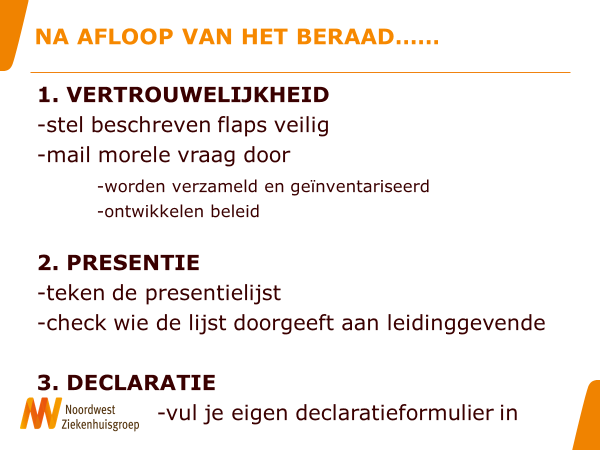 NA AFLOOP VAN HET BERAAD......
1. VERTROUWELIJKHEID
-stel beschreven flaps veilig
-mail morele vraag door
-worden verzameld en geïnventariseerd
-ontwikkelen beleid
2. PRESENTIE
-teken de presentielijst
-check wie de lijst doorgeeft aan leidinggevende
3. DECLARATIE
-vul je eigen declaratieformulier in
Noordwest
Ziekenhuisgroep